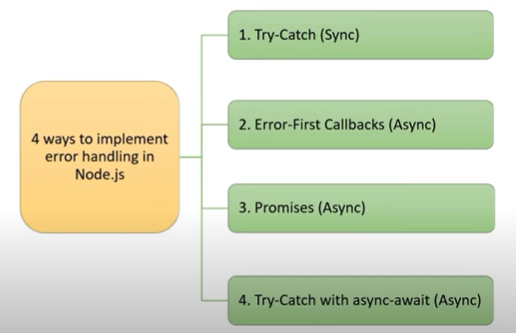 4 ways to implement
error handling in
Node.js
1. Try-Catch (Sync)
2. Error-First Callbacks (Async)
3. Promises (Async)
4. Try-Catch with async-await (Async)